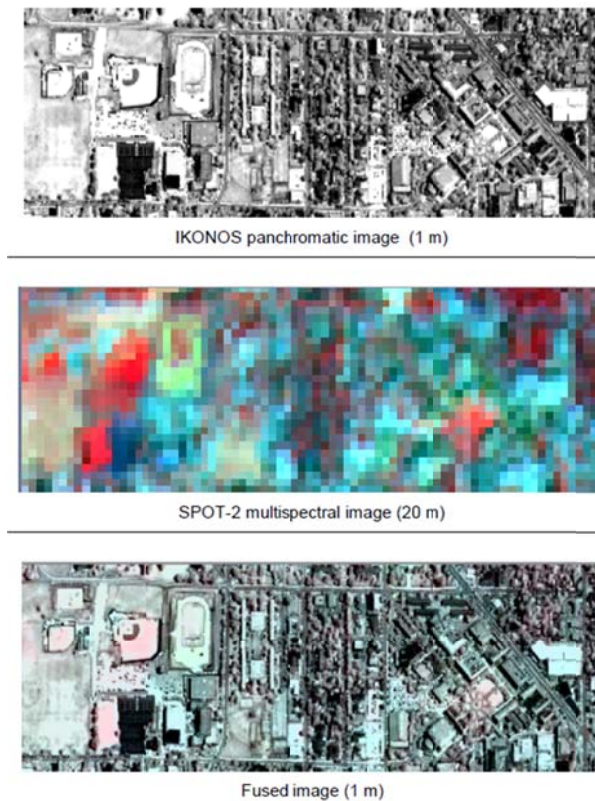 IKONOS panchromatic image (1 m)
SPOT-2 multispectral image (20 m)
Fused image (1 m)